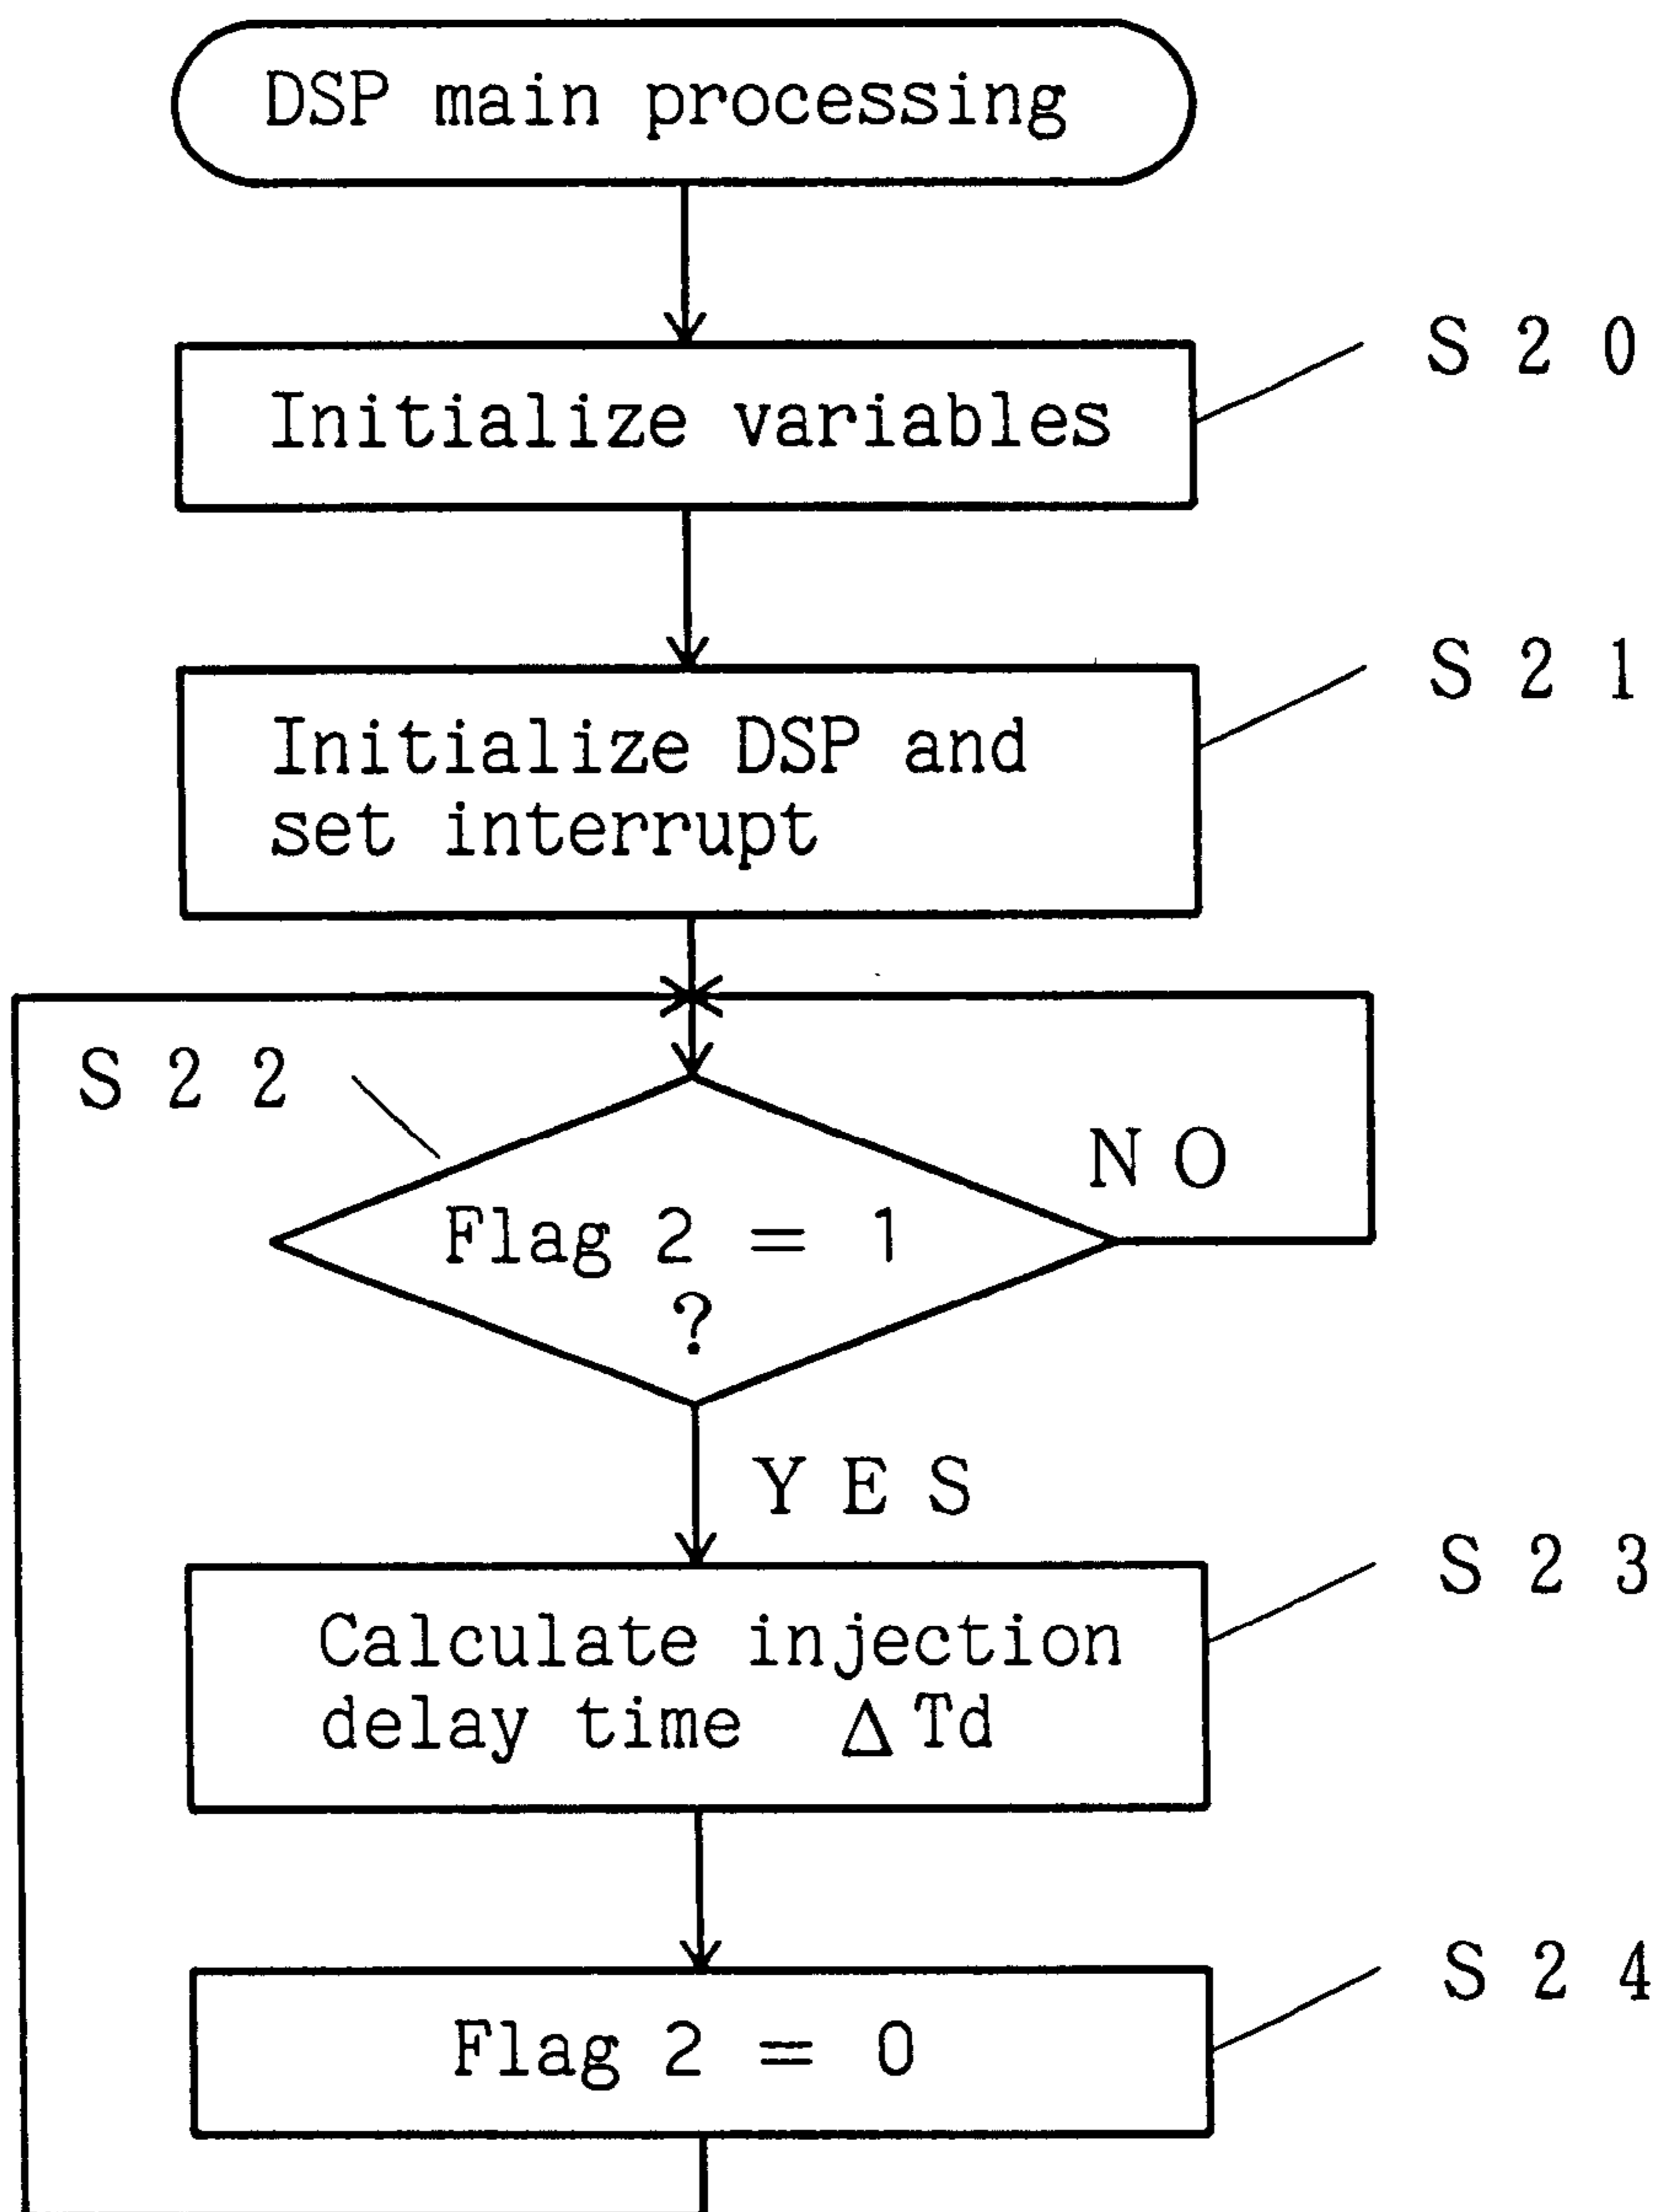 DSP main processing
S 2 0
Initialize variables
S 2 1
Initialize DSP and
set interrupt
S 2 2
N O
Flag 2 = 1
?
Y E S
S 2 3
Calculate injection
delay time Δ Td
S 2 4
Flag 2 = 0